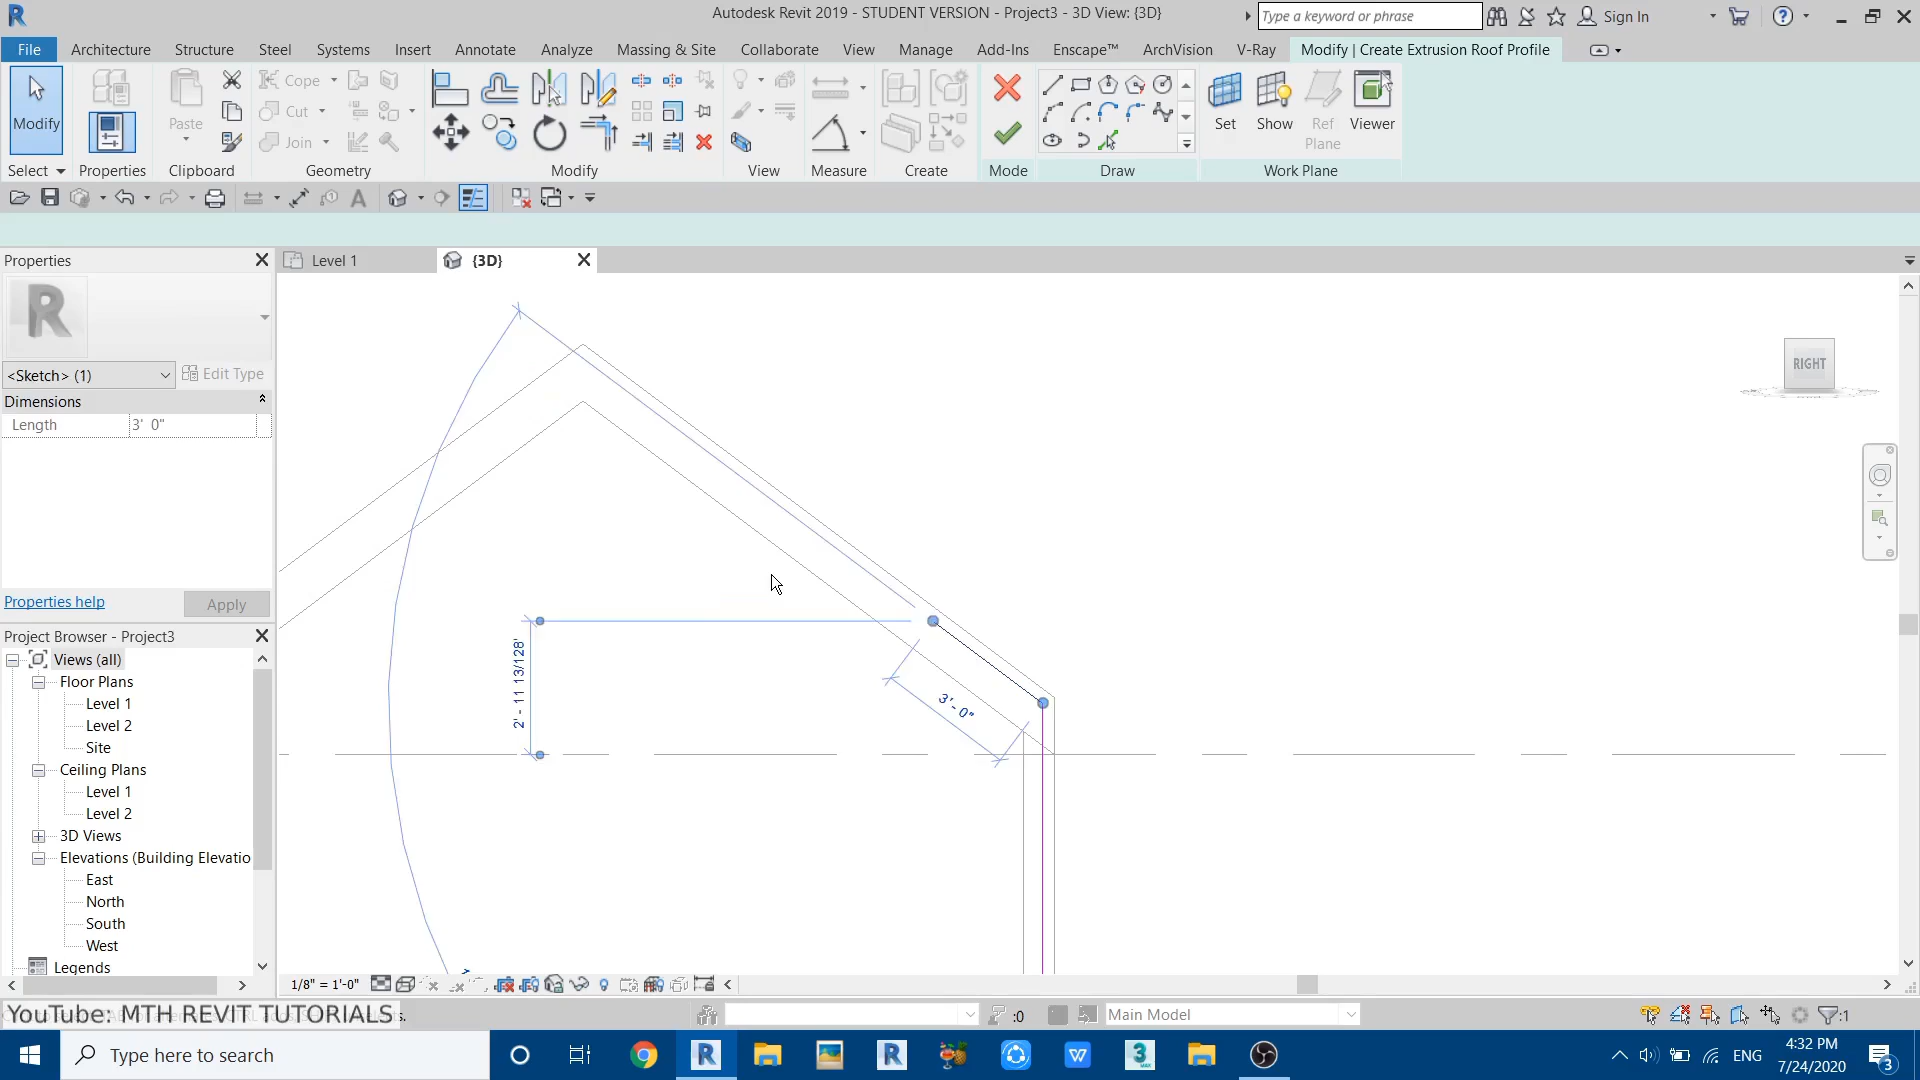 Autodesk Revit 2019 - STUDENT VERSION - Project3 - 3D View: {3D}
Type a keyword or phrase
Sign In
File
Architecture
Structure
Steel
Systems
Insert
Annotate
Analyze
Massing & Site
Collaborate
View
Manage
Add-Ins
Enscape™
ArchVision
V-Ray
Modify | Create Extrusion Roof Profile
Modify
Paste
Cope
Cut
Join
Set
Show
Ref
Plane
Viewer
Select
Properties
Clipboard
Geometry
Modify
View
Measure
Create
Mode
Draw
Work Plane
Properties
Level 1
{3D}
<Sketch> (1)
Edit Type
Dimensions
Length
3' 0"
Properties help
Apply
Project Browser - Project3
Views (all)
Floor Plans
Level 1
Level 2
Site
Ceiling Plans
Level 1
Level 2
3D Views
Elevations (Building Elevatio
East
North
South
West
Legends
RIGHT
2' - 11 13/128'
3' - 0"
1/8" = 1'-0"
YouTube: MTH REVIT TUTORIALS
:0
Main Model
:1
Type here to search
ENG
4:32 PM
7/24/2020
3